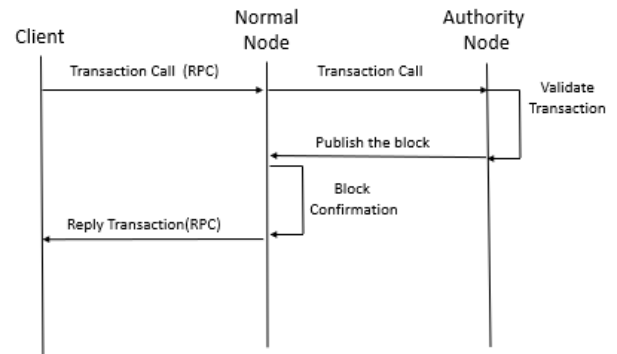 Client
Normal
Node
Authority
Node
Transaction Call (RPC)
Transaction Call
Validate
Transaction
Publish the block
Block
Confirmation
Reply Transaction(RPC)